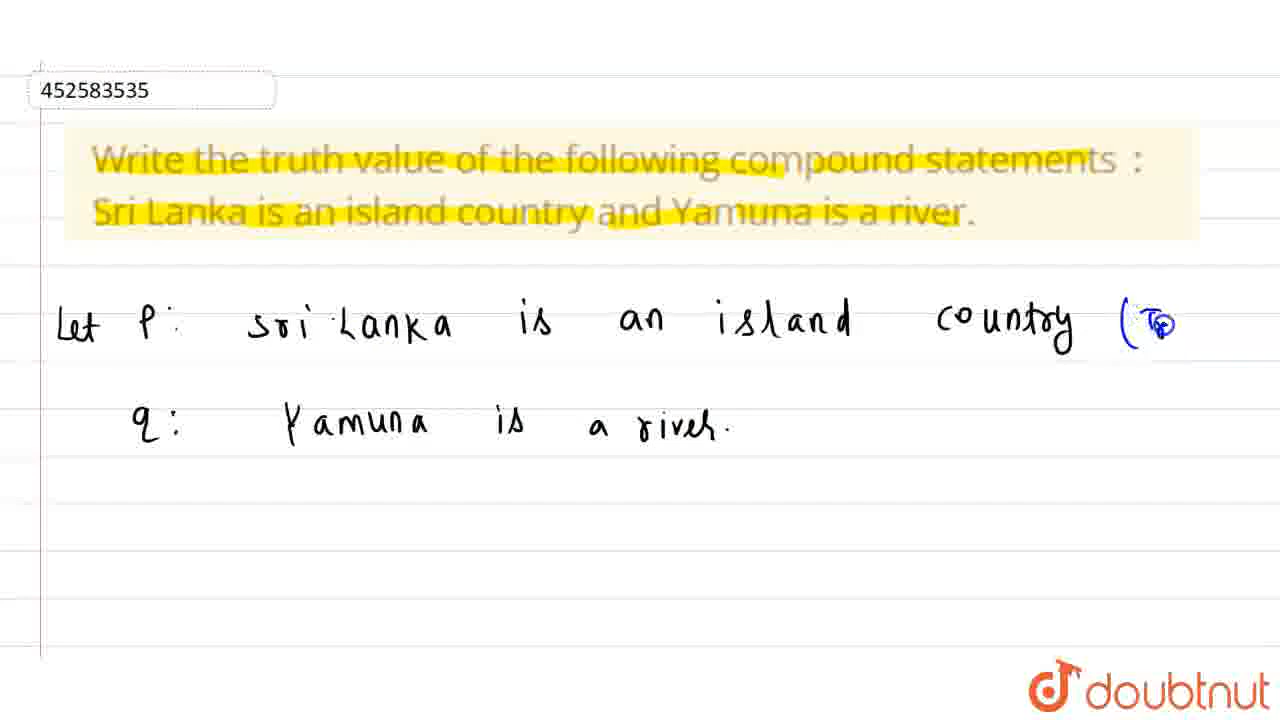 452583535
Write the truth value of the following compound statements :
Sri Lanka is an island country and Yamuna is a river.
Let P: Sri Lanka is an island country (
q: Yamuna is a river.
doubtnut